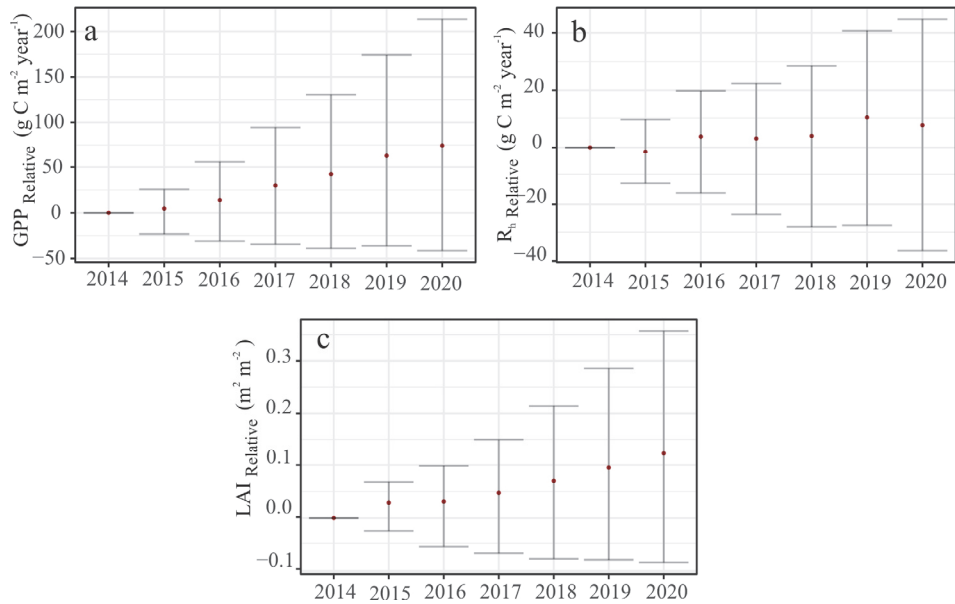 a
GPP Relative (g C m⁻² year⁻¹)
200
150
100
50
0
−50
2014 2015 2016 2017 2018 2019 2020
b
Rₕ Relative (g C m⁻² year⁻¹)
40
20
0
−20
−40
2014 2015 2016 2017 2018 2019 2020
c
LAI Relative (m² m⁻²)
0.3
0.2
0.1
0.0
−0.1
2014 2015 2016 2017 2018 2019 2020